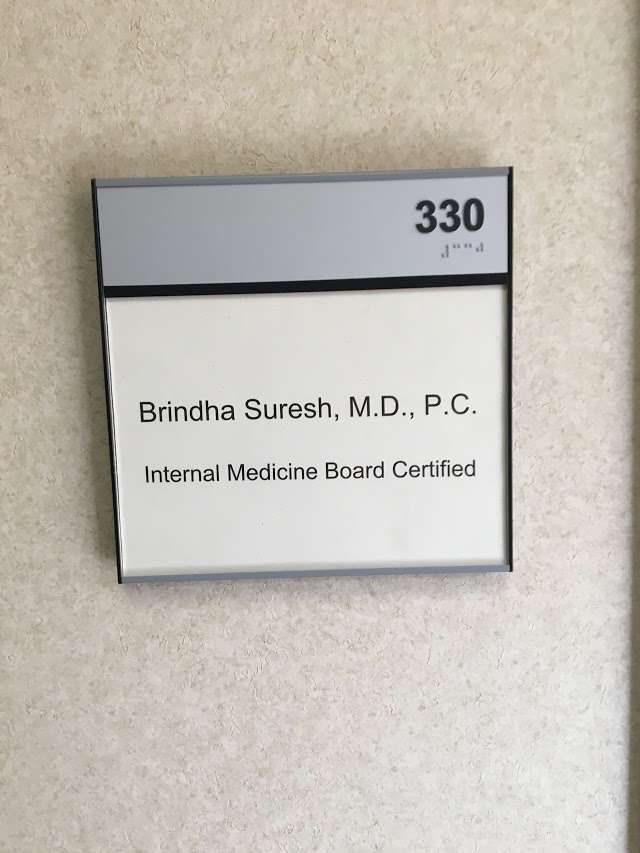 330
Brindha Suresh, M.D., P.C.
Internal Medicine Board Certified